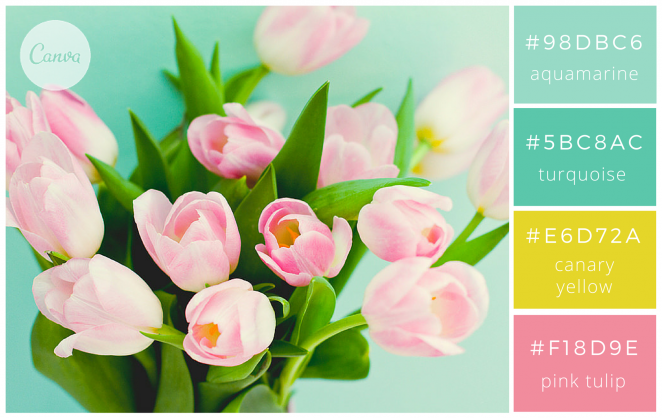 Canva
#98DBC6
aquamarine
#5BC8AC
turquoise
#E6D72A
canary
yellow
#F18D9E
pink tulip